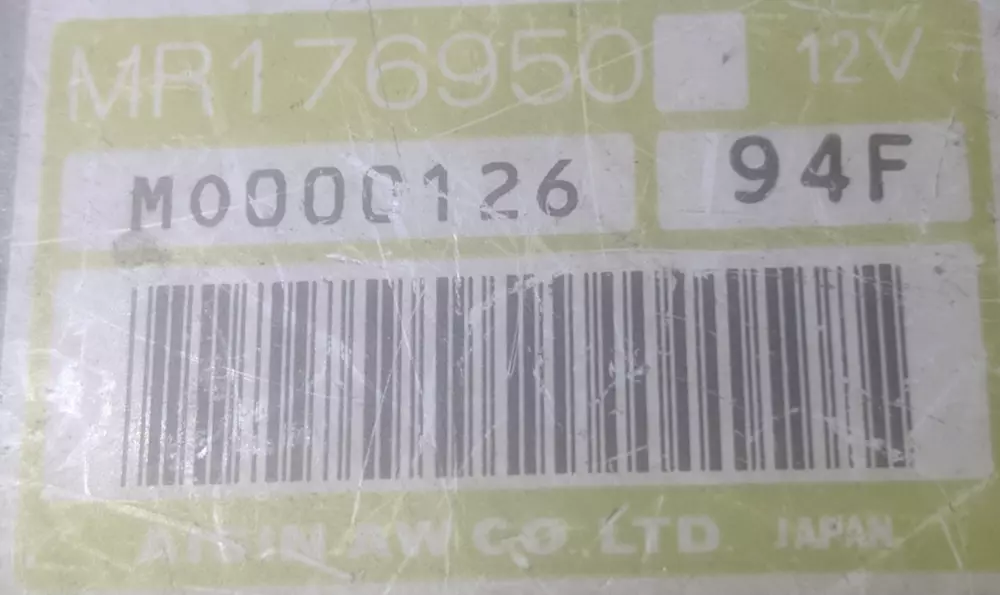 MR176950 12V
M0000126 94F
AISIN AW CO. LTD JAPAN